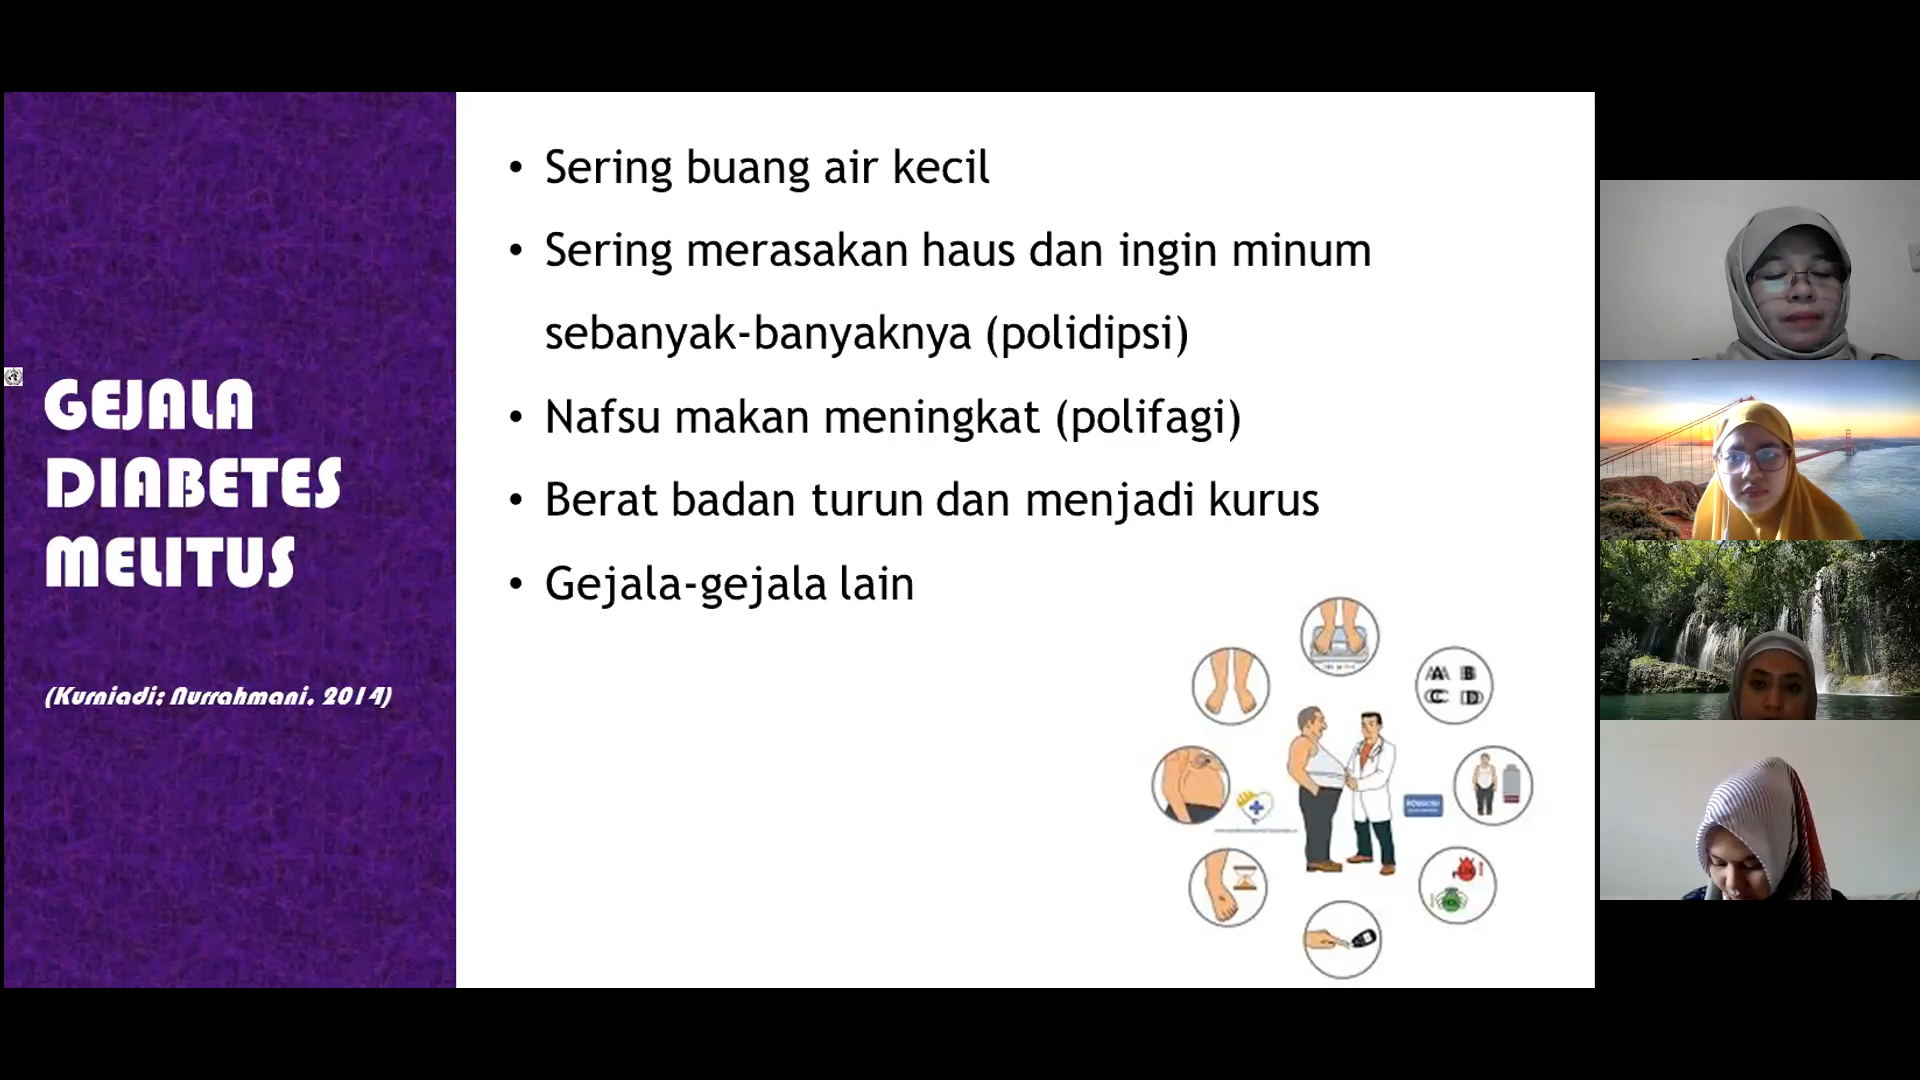 GEJALA
DIABETES
MELITUS
(Kurniadi; Nurrahmani, 2014)
• Sering buang air kecil
• Sering merasakan haus dan ingin minum
sebanyak-banyaknya (polidipsi)
• Nafsu makan meningkat (polifagi)
• Berat badan turun dan menjadi kurus
• Gejala-gejala lain
A B
C D